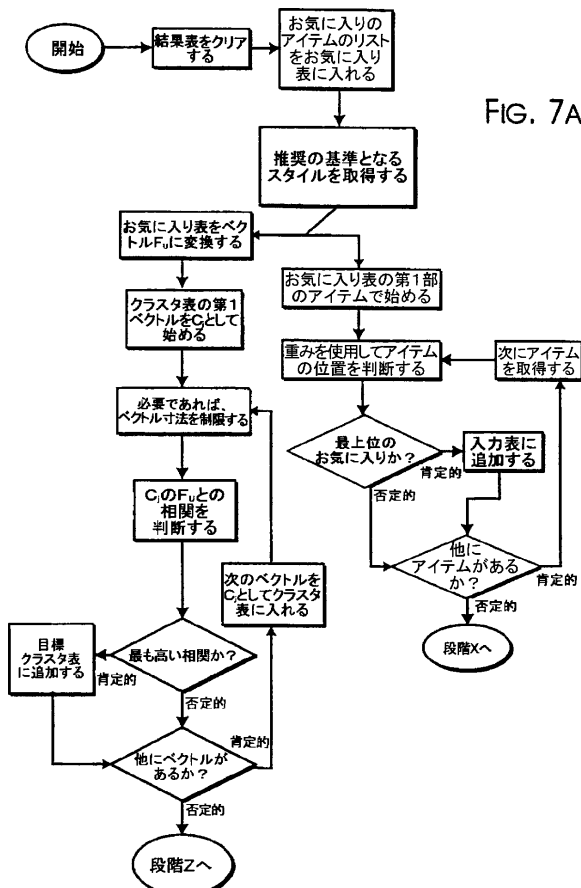 開始
結果表をクリア
する
お気に入りの
アイテムのリスト
をお気に入り
表に入れる
FIG. 7A
推奨の基準となる
スタイルを取得する
お気に入り表をベク
トルFuに変換する
クラスタ表の第1
ベクトルをCjとして
始める
必要であれば、
ベクトル寸法を制限する
CjのFuとの
相関を
判断する
次のベクトルを
Cjとしてクラスタ
表に入れる
最も高い相関か?
肯定的
否定的
目標
クラスタ表
に追加する
他にベクトルが
あるか?
肯定的
否定的
段階Zへ
お気に入り表の第1部
のアイテムで始める
重みを使用してアイテム
の位置を判断する
次にアイテム
を取得する
最上位の
お気に入りか?
肯定的
否定的
入力表に
追加する
他に
アイテムがある
か?
肯定的
否定的
段階Xへ